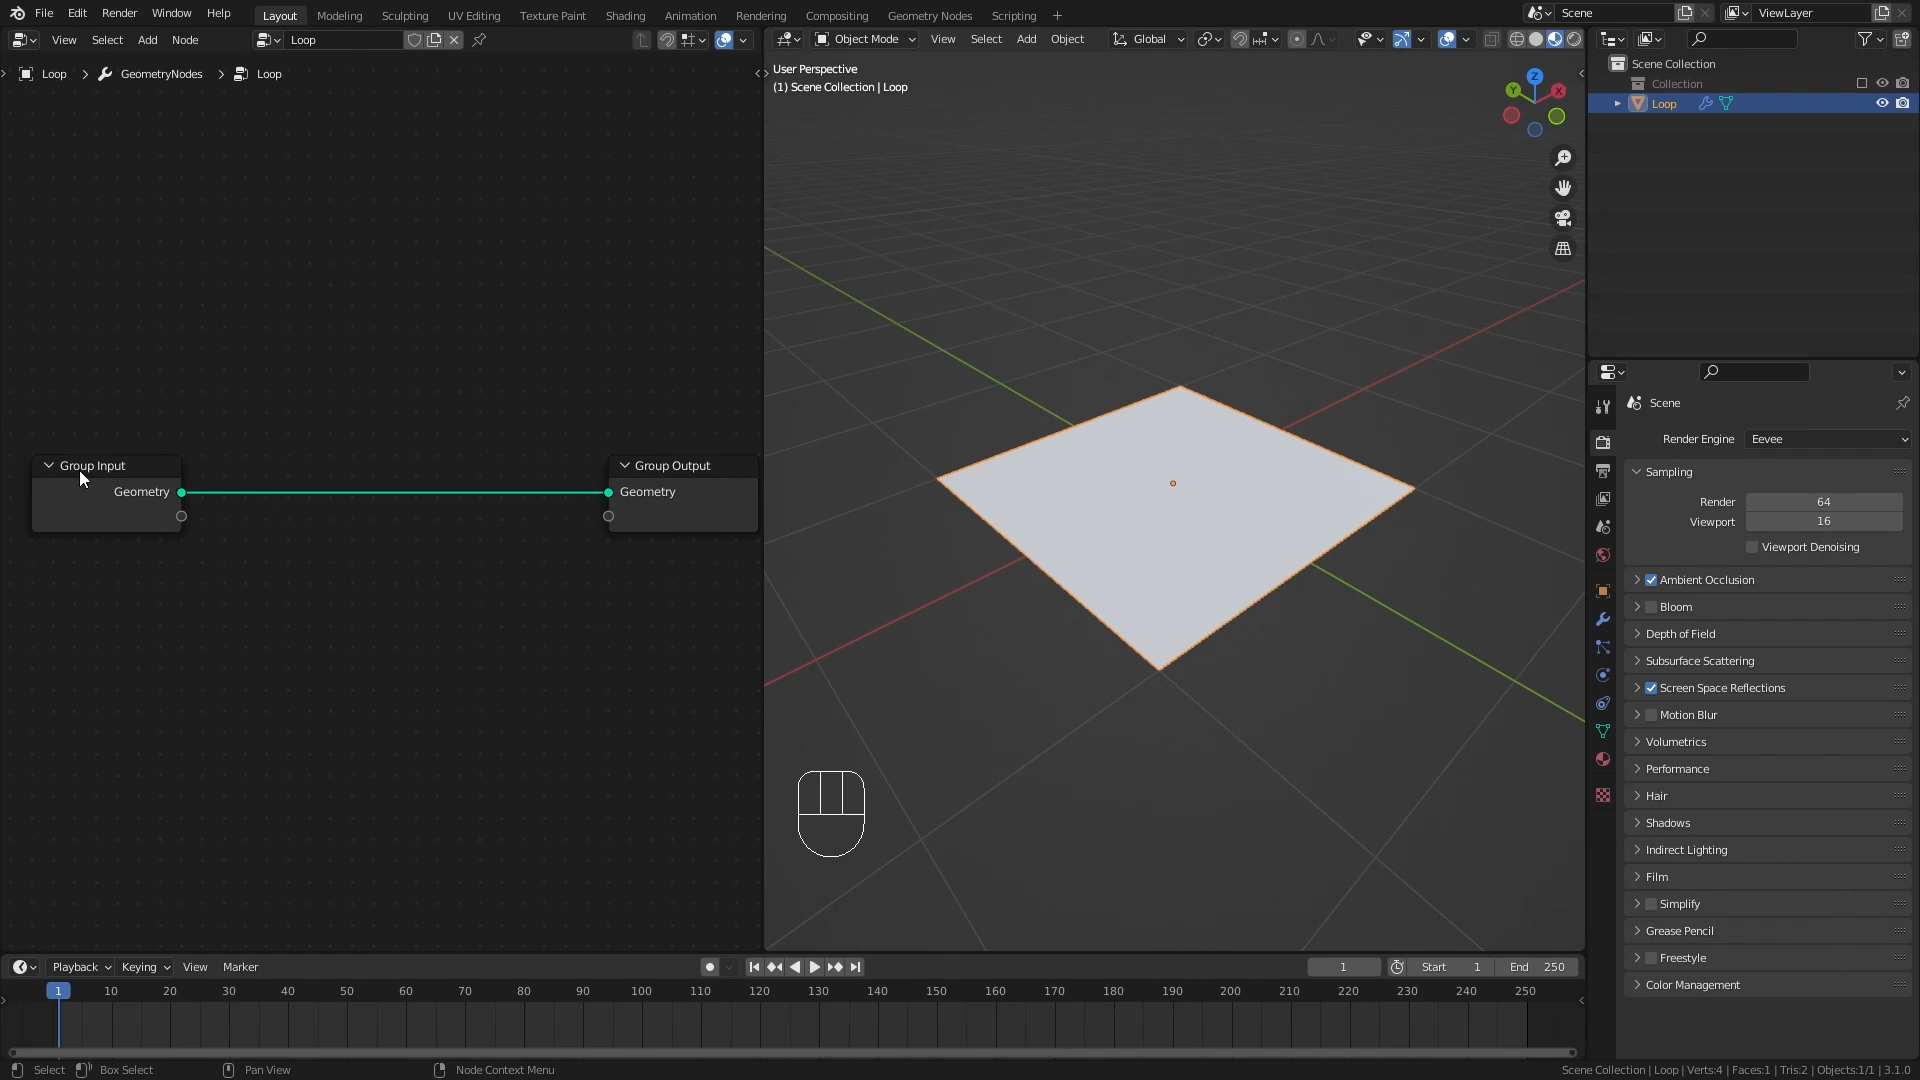 File Edit Render Window Help Layout Modeling Sculpting UV Editing Texture Paint Shading Animation Rendering Compositing Geometry Nodes Scripting + Scene ViewLayer
View Select Add Node Loop Object Mode View Select Add Object Global
Loop > GeometryNodes > Loop
User Perspective
(1) Scene Collection | Loop
Z
Y
X
Scene Collection
Collection
Loop
Scene
Render Engine Eevee
Sampling
Render 64
Viewport 16
Viewport Denoising
Ambient Occlusion
Bloom
Depth of Field
Subsurface Scattering
Screen Space Reflections
Motion Blur
Volumetrics
Performance
Hair
Shadows
Indirect Lighting
Film
Simplify
Grease Pencil
Freestyle
Color Management
Group Input
Geometry
Group Output
Geometry
Playback Keying View Marker 1 Start 1 End 250
1 10 20 30 40 50 60 70 80 90 100 110 120 130 140 150 160 170 180 190 200 210 220 230 240 250
Select Box Select Pan View Node Context Menu Scene Collection | Loop | Verts:4 | Faces:1 | Tris:2 | Objects:1/1 | 3.1.0